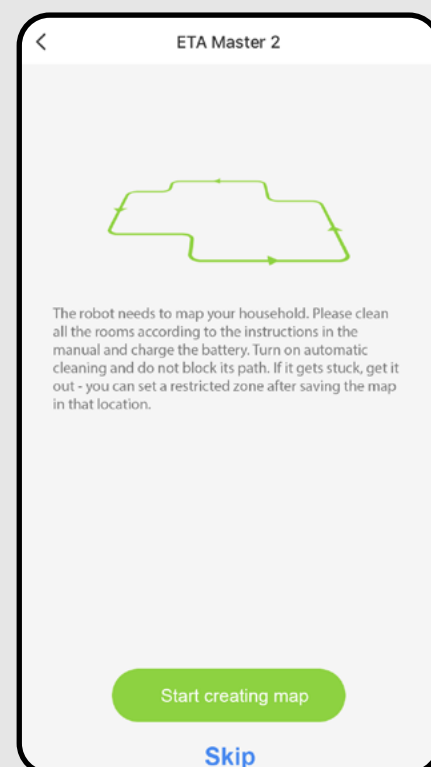 ETA Master 2
The robot needs to map your household. Please clean
all the rooms according to the instructions in the
manual and charge the battery. Turn on automatic
cleaning and do not block its path. If it gets stuck, get it
out - you can set a restricted zone after saving the map
in that location.
Start creating map
Skip